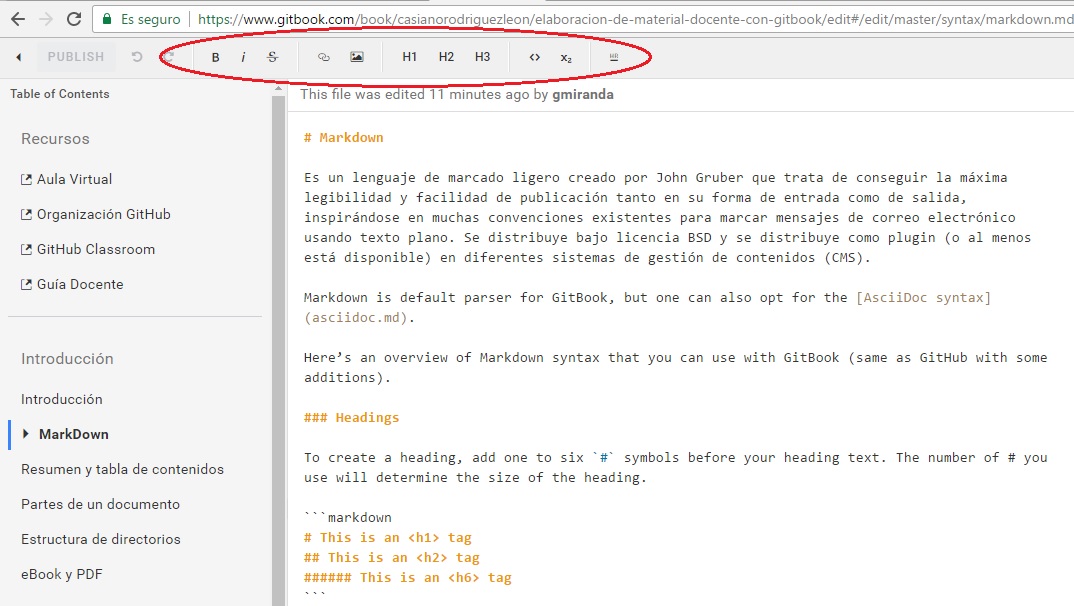 Es seguro | https://www.gitbook.com/book/casianorodriguezleon/elaboracion-de-material-docente-con-gitbook/edit#/edit/master/syntax/markdown.md
PUBLISH B i S H1 H2 H3 <> x₂
Table of Contents
Recursos
Aula Virtual
Organización GitHub
GitHub Classroom
Guía Docente
Introducción
Introducción
MarkDown
Resumen y tabla de contenidos
Partes de un documento
Estructura de directorios
eBook y PDF
This file was edited 11 minutes ago by gmiranda
# Markdown
Es un lenguaje de marcado ligero creado por John Gruber que trata de conseguir la máxima
legibilidad y facilidad de publicación tanto en su forma de entrada como de salida,
inspirándose en muchas convenciones existentes para marcar mensajes de correo electrónico
usando texto plano. Se distribuye bajo licencia BSD y se distribuye como plugin (o al menos
está disponible) en diferentes sistemas de gestión de contenidos (CMS).
Markdown is default parser for GitBook, but one can also opt for the [AsciiDoc syntax]
(asciidoc.md).
Here’s an overview of Markdown syntax that you can use with GitBook (same as GitHub with some
additions).
### Headings
To create a heading, add one to six `#` symbols before your heading text. The number of # you
use will determine the size of the heading.
```markdown
# This is an <h1> tag
## This is an <h2> tag
###### This is an <h6> tag
```